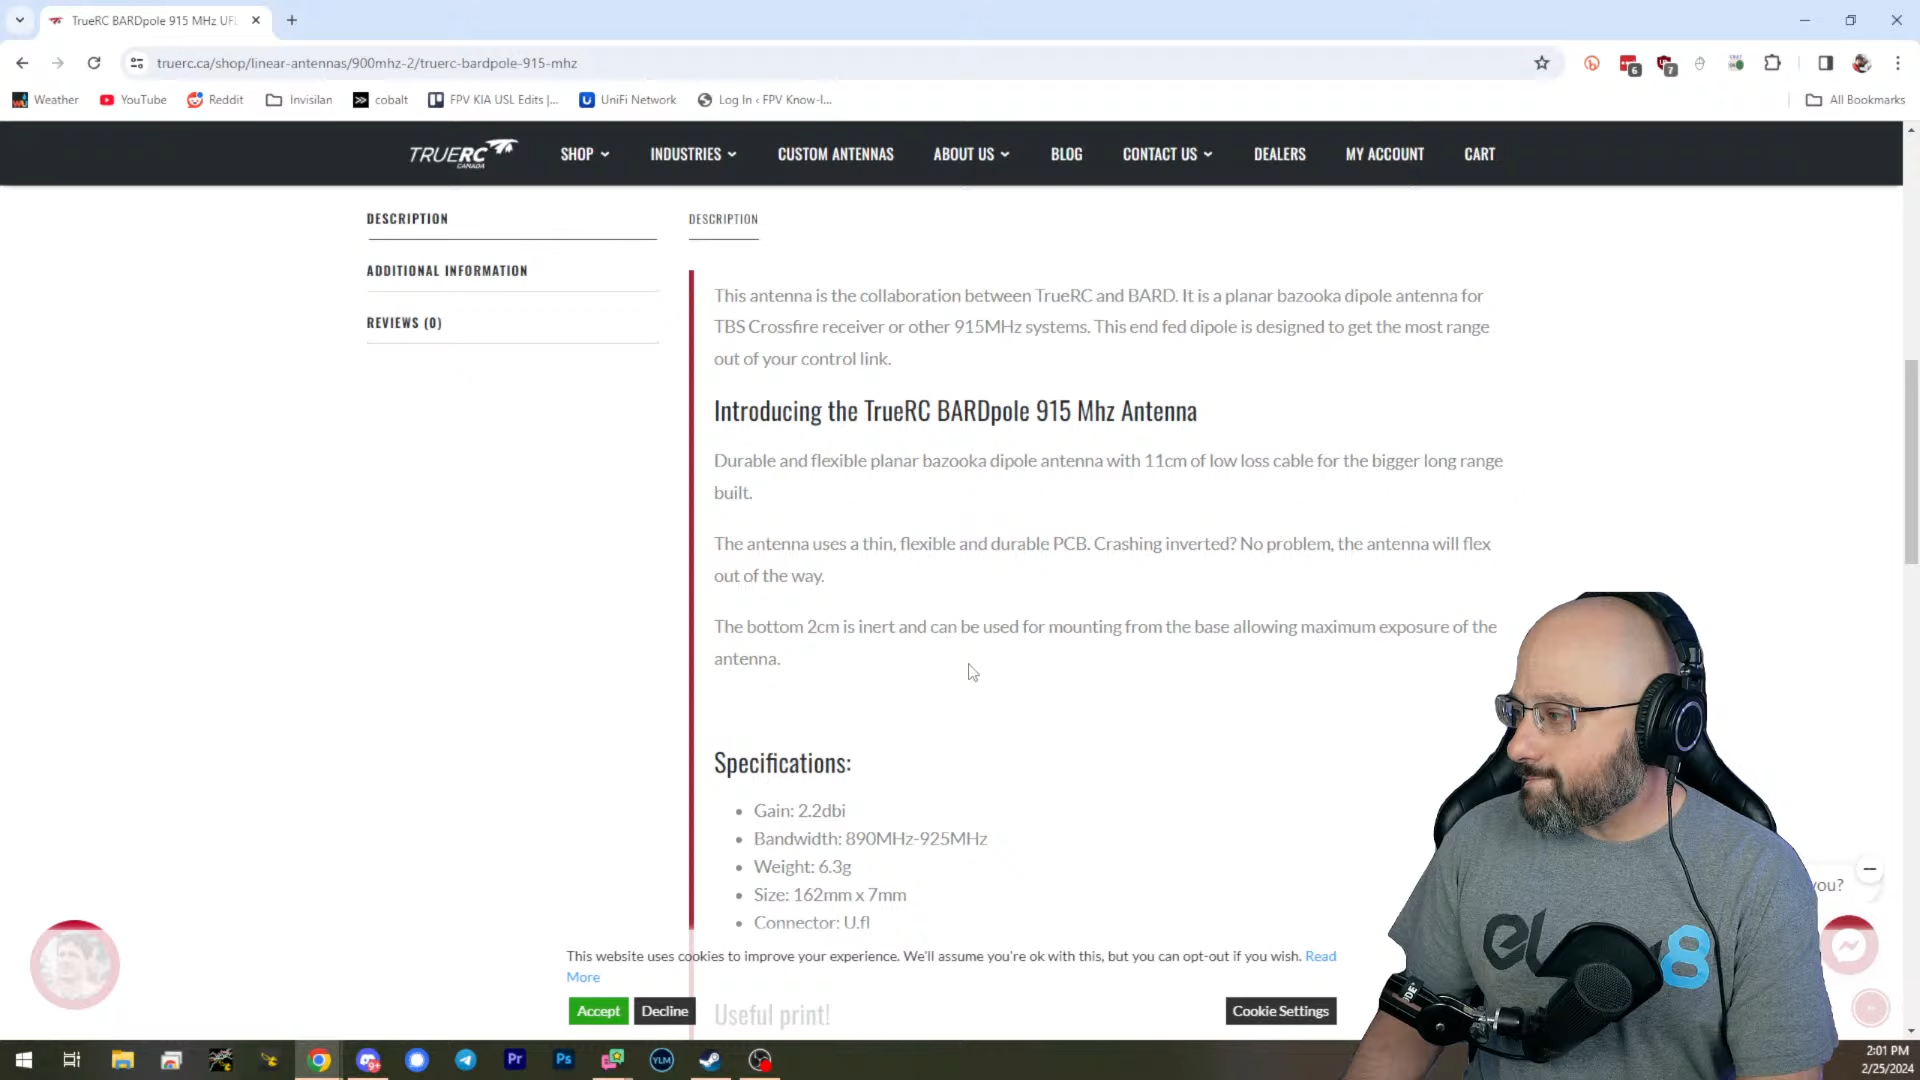 TrueRC BARDpole 915 MHz UFL
truerc.ca/shop/linear-antennas/900mhz-2/truerc-bardpole-915-mhz
6
7
Weather
YouTube
Reddit
Invisilan
cobalt
FPV KIA USL Edits |...
UniFi Network
Log In ‹ FPV Know-I...
All Bookmarks
TRUERC
CANADA
SHOP
INDUSTRIES
CUSTOM ANTENNAS
ABOUT US
BLOG
CONTACT US
DEALERS
MY ACCOUNT
CART
DESCRIPTION
ADDITIONAL INFORMATION
REVIEWS (0)
DESCRIPTION
This antenna is the collaboration between TrueRC and BARD. It is a planar bazooka dipole antenna for
TBS Crossfire receiver or other 915MHz systems. This end fed dipole is designed to get the most range
out of your control link.
Introducing the TrueRC BARDpole 915 Mhz Antenna
Durable and flexible planar bazooka dipole antenna with 11cm of low loss cable for the bigger long range
built.
The antenna uses a thin, flexible and durable PCB. Crashing inverted? No problem, the antenna will flex
out of the way.
The bottom 2cm is inert and can be used for mounting from the base allowing maximum exposure of the
antenna.
Specifications:
• Gain: 2.2dbi
• Bandwidth: 890MHz-925MHz
• Weight: 6.3g
• Size: 162mm x 7mm
• Connector: U.fl
you?
This website uses cookies to improve your experience. We'll assume you're ok with this, but you can opt-out if you wish. Read
More
Accept
Decline
Cookie Settings
Useful print!
8
Pr
Ps
YLM
2:01 PM
2/25/2024